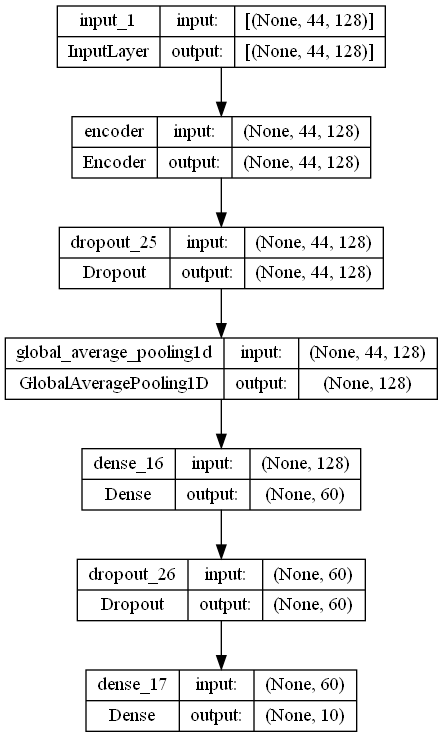 input_1 input: [(None, 44, 128)]
InputLayer output: [(None, 44, 128)]
encoder input: (None, 44, 128)
Encoder output: (None, 44, 128)
dropout_25 input: (None, 44, 128)
Dropout output: (None, 44, 128)
global_average_pooling1d input: (None, 44, 128)
GlobalAveragePooling1D output: (None, 128)
dense_16 input: (None, 128)
Dense output: (None, 60)
dropout_26 input: (None, 60)
Dropout output: (None, 60)
dense_17 input: (None, 60)
Dense output: (None, 10)